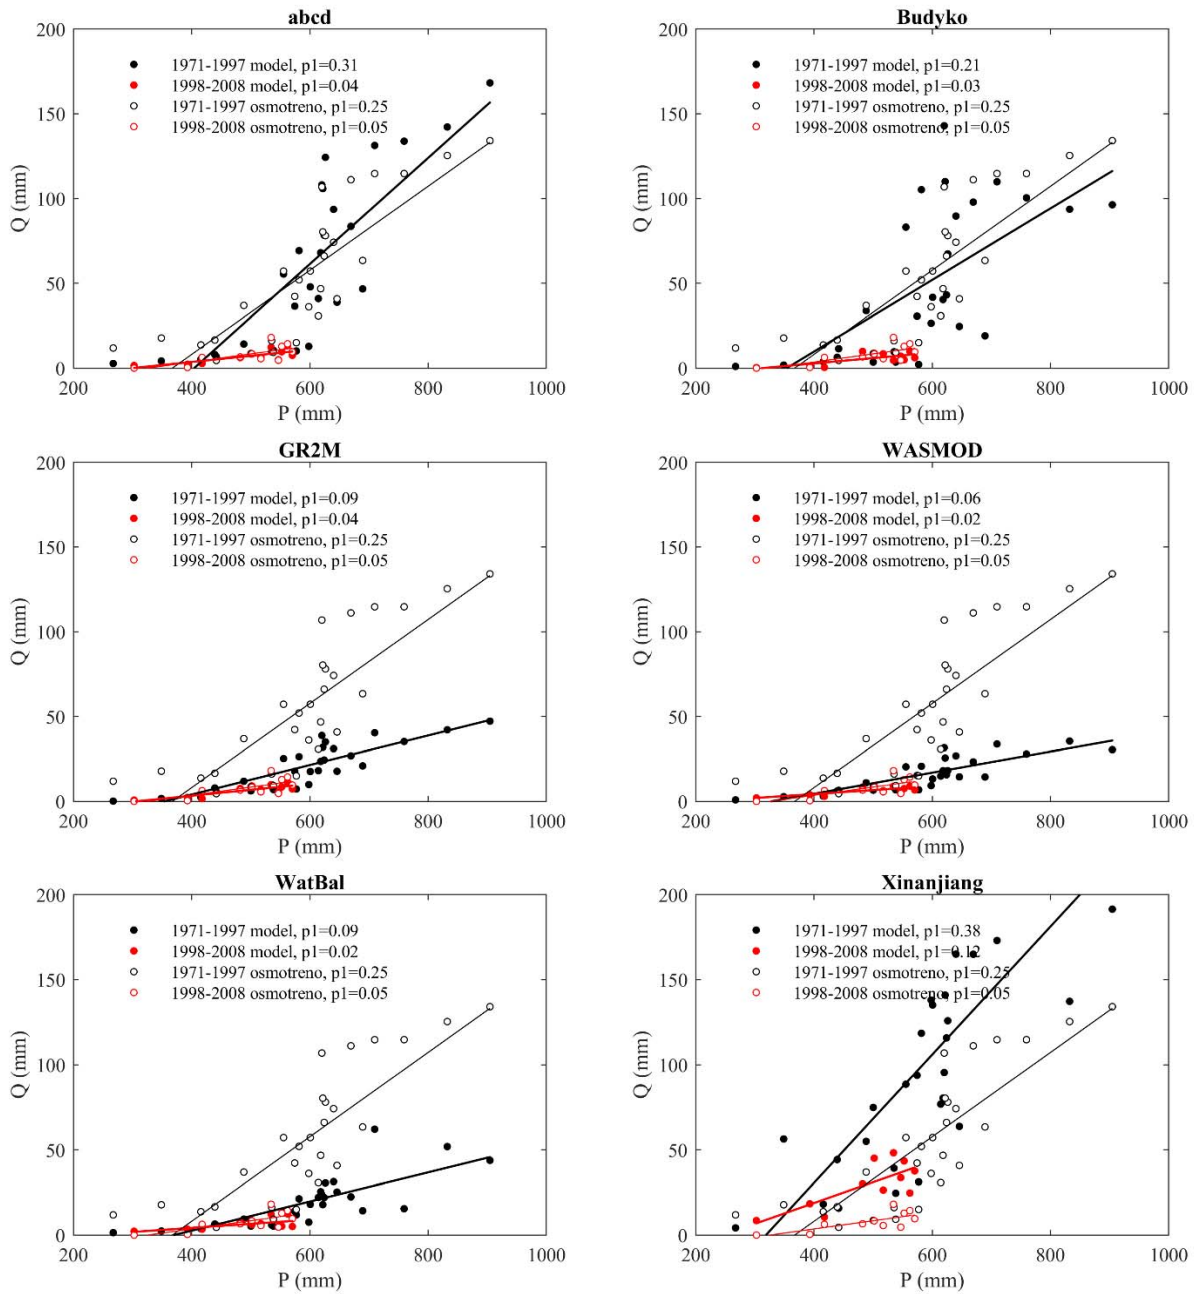 abcd
200
150
100
50
0
Q (mm)
1971-1997 model, p1=0.31
1998-2008 model, p1=0.04
1971-1997 osmotreno, p1=0.25
1998-2008 osmotreno, p1=0.05
200 400 600 800 1000
P (mm)
Budyko
200
150
100
50
0
Q (mm)
1971-1997 model, p1=0.21
1998-2008 model, p1=0.03
1971-1997 osmotreno, p1=0.25
1998-2008 osmotreno, p1=0.05
200 400 600 800 1000
P (mm)
GR2M
200
150
100
50
0
Q (mm)
1971-1997 model, p1=0.09
1998-2008 model, p1=0.04
1971-1997 osmotreno, p1=0.25
1998-2008 osmotreno, p1=0.05
200 400 600 800 1000
P (mm)
WASMOD
200
150
100
50
0
Q (mm)
1971-1997 model, p1=0.06
1998-2008 model, p1=0.02
1971-1997 osmotreno, p1=0.25
1998-2008 osmotreno, p1=0.05
200 400 600 800 1000
P (mm)
WatBal
200
150
100
50
0
Q (mm)
1971-1997 model, p1=0.09
1998-2008 model, p1=0.02
1971-1997 osmotreno, p1=0.25
1998-2008 osmotreno, p1=0.05
200 400 600 800 1000
P (mm)
Xinanjiang
200
150
100
50
0
Q (mm)
1971-1997 model, p1=0.38
1998-2008 model, p1=0.12
1971-1997 osmotreno, p1=0.25
1998-2008 osmotreno, p1=0.05
200 400 600 800 1000
P (mm)